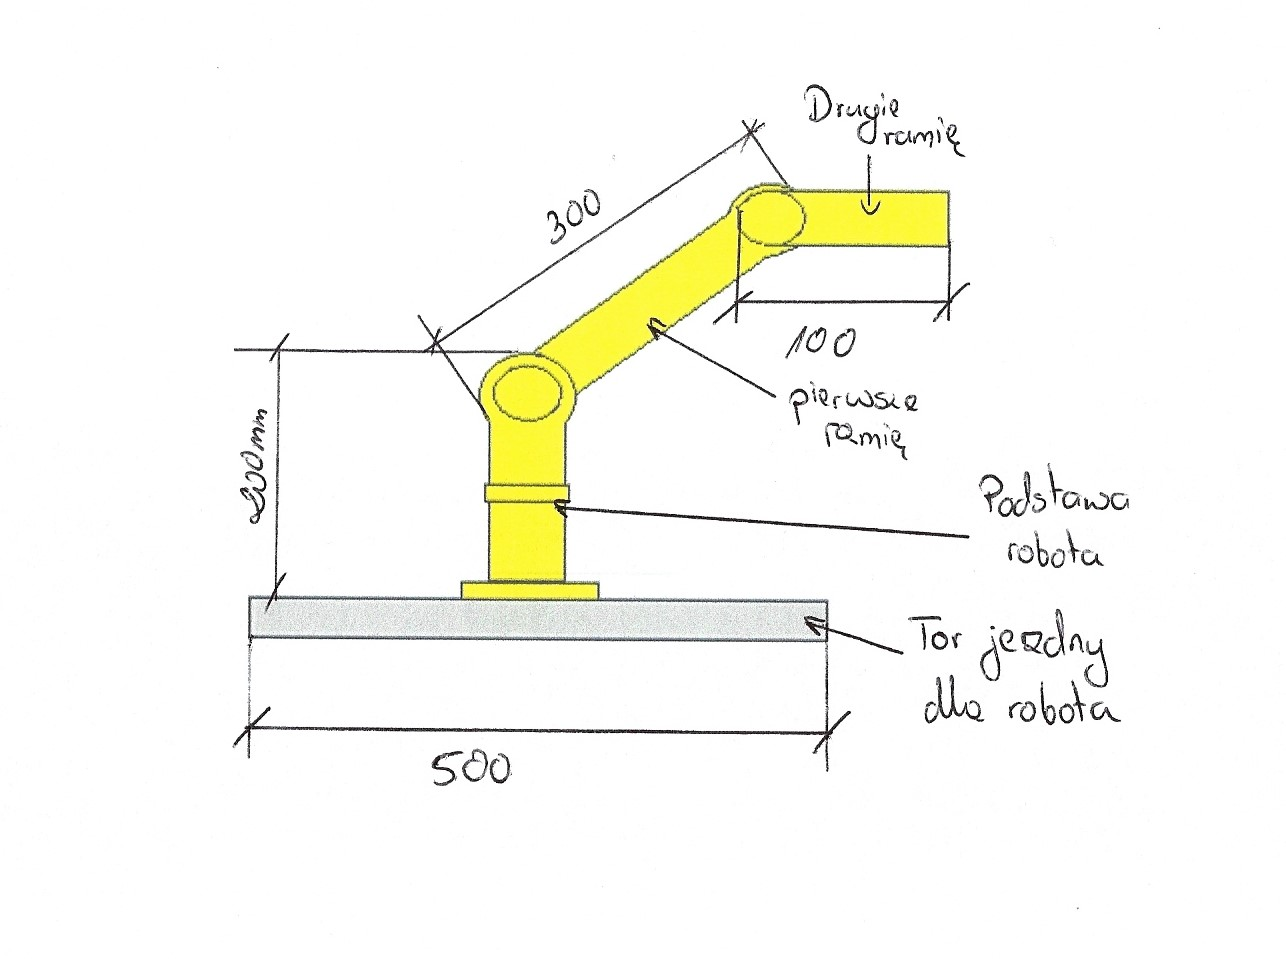 Drugie
ramię
300
100
pierwsze
ramię
200mm
Podstawa
robota
Tor jezdny
dla robota
500